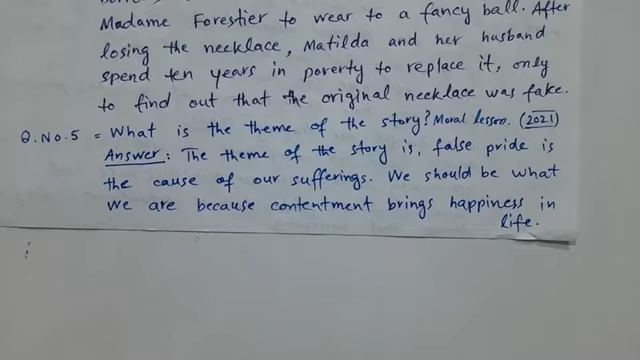 Madame Forestier to wear to a fancy ball. After
losing the necklace, Matilda and her husband
spend ten years in poverty to replace it, only
to find out that the original necklace was fake.
Q.No.5 = What is the theme of the story? Moral lesson. (2021)
Answer: The theme of the story is, false pride is
the cause of our sufferings. We should be what
we are because contentment brings happiness in
life.